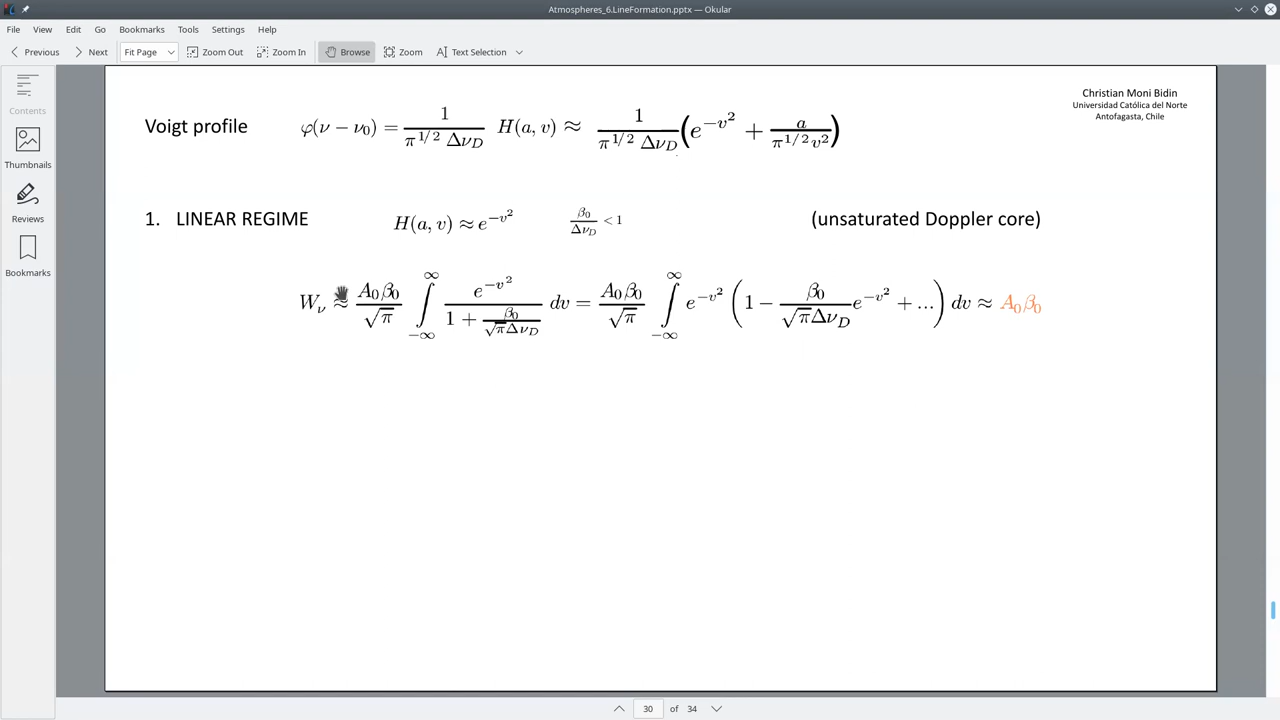 Atmospheres_6.LineFormation.pptx — Okular
File View Edit Go Bookmarks Tools Settings Help
Previous Next Fit Page Zoom Out Zoom In Browse Zoom Text Selection
Contents
Thumbnails
Reviews
Bookmarks
Christian Moni Bidin
Universidad Católica del Norte
Antofagasta, Chile
Voigt profile φ(ν − ν₀) = 1/(π^{1/2} Δν_D) H(a, v) ≈ 1/(π^{1/2} Δν_D) (e^{−v²} + a/(π^{1/2}v²))
1. LINEAR REGIME H(a, v) ≈ e^{−v²} β₀/Δν_D < 1 (unsaturated Doppler core)
W_ν ≈ A₀β₀/√π ∫_{−∞}^{∞} e^{−v²}/(1 + β₀/(√πΔν_D)) dv = A₀β₀/√π ∫_{−∞}^{∞} e^{−v²} (1 − β₀/(√πΔν_D) e^{−v²} + ...) dv ≈ A₀β₀
30 of 34